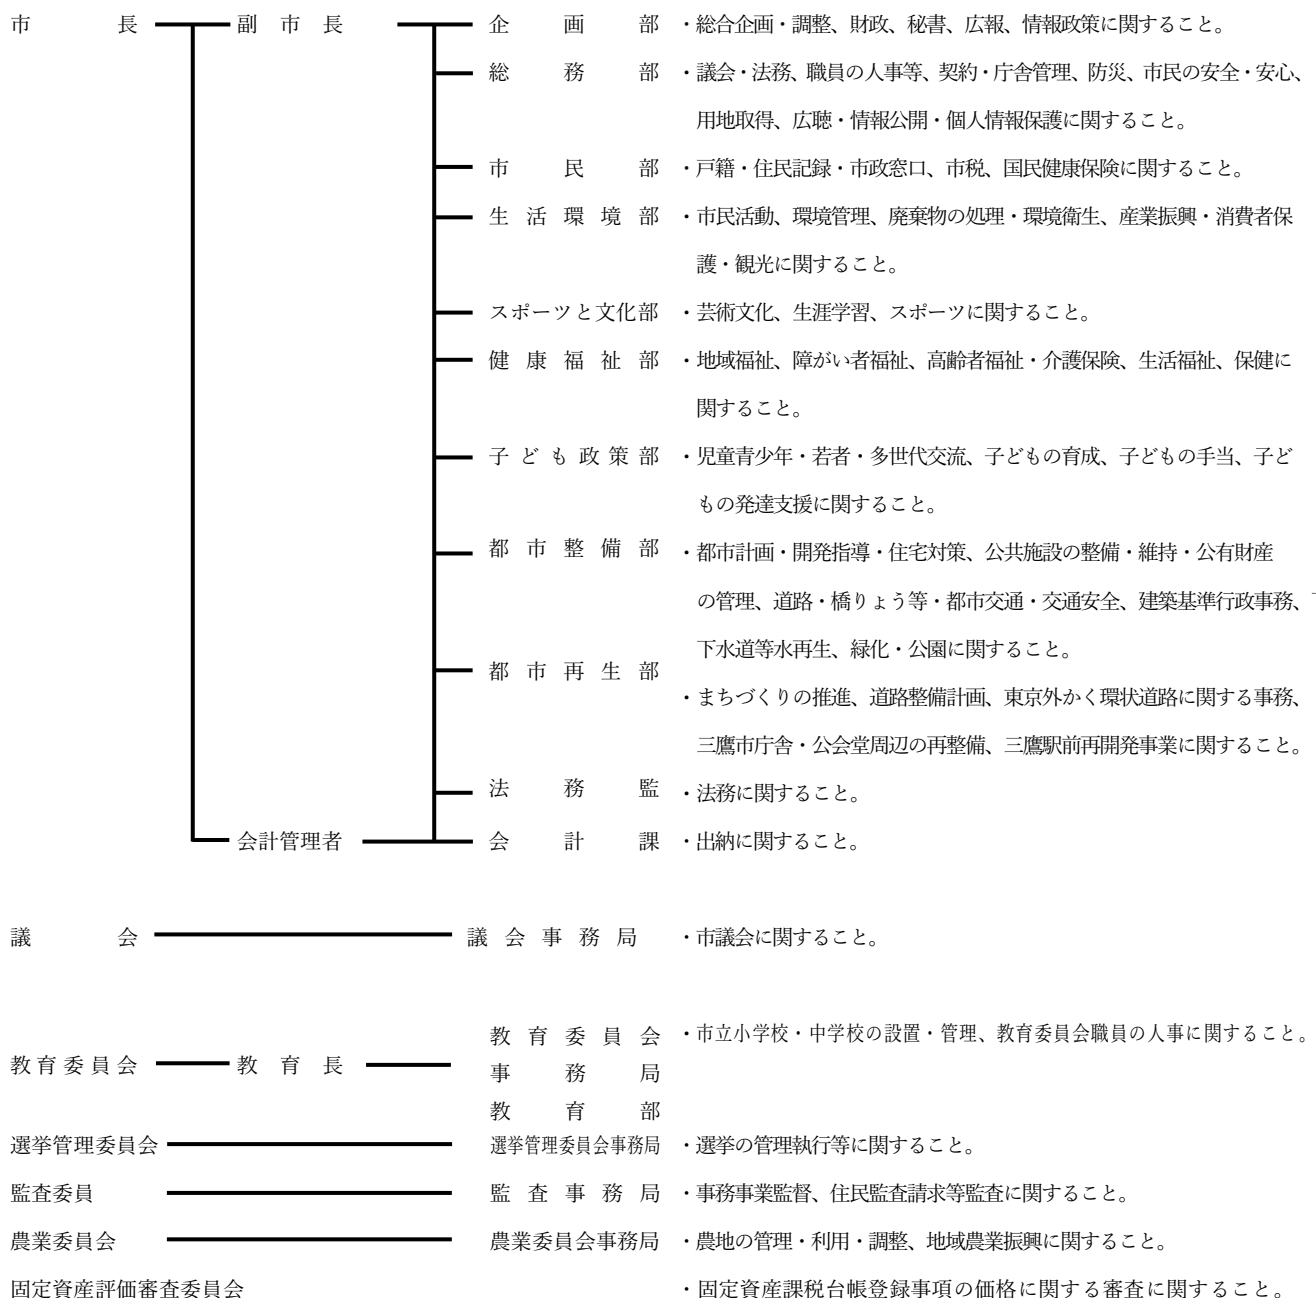 市長 副市長 企画部 ・総合企画・調整、財政、秘書、広報、情報政策に関すること。
総務部 ・議会・法務、職員の人事等、契約・庁舎管理、防災、市民の安全・安心、
用地取得、広聴・情報公開・個人情報保護に関すること。
市民部 ・戸籍・住民記録・市政窓口、市税、国民健康保険に関すること。
生活環境部 ・市民活動、環境管理、廃棄物の処理・環境衛生、産業振興・消費者保
護・観光に関すること。
スポーツと文化部 ・芸術文化、生涯学習、スポーツに関すること。
健康福祉部 ・地域福祉、障がい者福祉、高齢者福祉・介護保険、生活福祉、保健に
関すること。
子ども政策部 ・児童青少年・若者・多世代交流、子どもの育成、子どもの手当、子ど
もの発達支援に関すること。
都市整備部 ・都市計画・開発指導・住宅対策、公共施設の整備・維持・公有財産
の管理、道路・橋りょう等・都市交通・交通安全、建築基準行政事務、
下水道等水再生、緑化・公園に関すること。
都市再生部
・まちづくりの推進、道路整備計画、東京外かく環状道路に関する事務、
三鷹市庁舎・公会堂周辺の再整備、三鷹駅前再開発事業に関すること。
法務監 ・法務に関すること。
会計管理者 会計課 ・出納に関すること。
議会 議会事務局 ・市議会に関すること。
教育委員会 ・市立小学校・中学校の設置・管理、教育委員会職員の人事に関すること。
教育委員会 教育長 事務局
教育部
選挙管理委員会 選挙管理委員会事務局 ・選挙の管理執行等に関すること。
監査委員 監査事務局 ・事務事業監督、住民監査請求等監査に関すること。
農業委員会 農業委員会事務局 ・農地の管理・利用・調整、地域農業振興に関すること。
固定資産評価審査委員会 ・固定資産課税台帳登録事項の価格に関する審査に関すること。